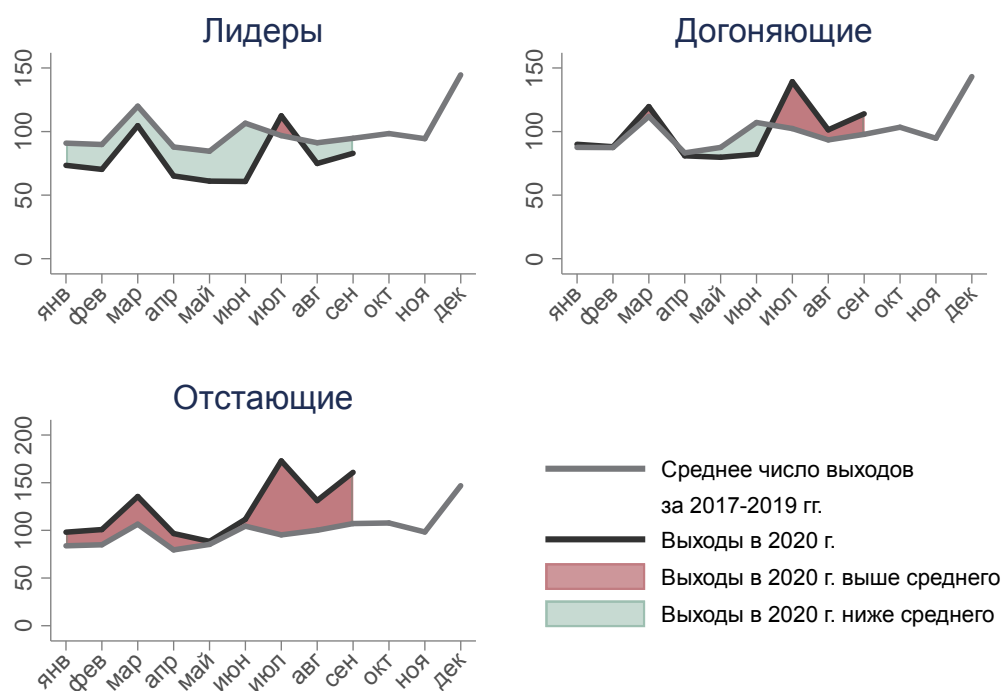 Лидеры
150
100
50
0
янв фев мар апр май июн июл авг сен окт ноя дек
Догоняющие
150
100
50
0
янв фев мар апр май июн июл авг сен окт ноя дек
Отстающие
200
150
100
50
0
янв фев мар апр май июн июл авг сен окт ноя дек
Среднее число выходов
за 2017-2019 гг.
Выходы в 2020 г.
Выходы в 2020 г. выше среднего
Выходы в 2020 г. ниже среднего